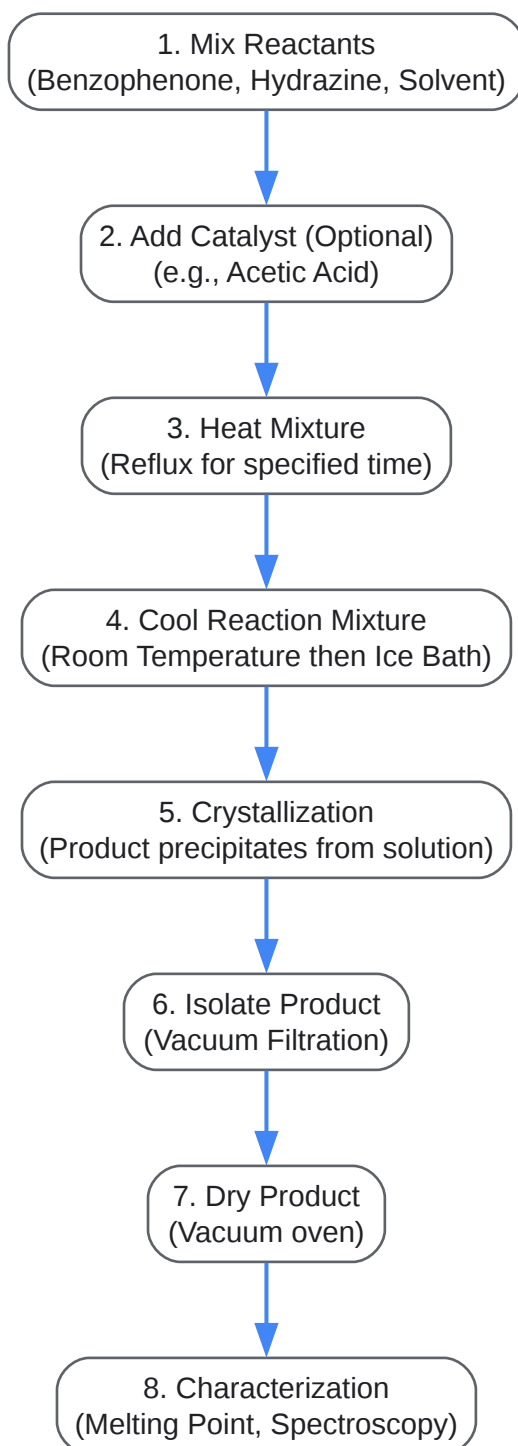 1. Mix Reactants
(Benzophenone, Hydrazine, Solvent)
2. Add Catalyst (Optional)
(e.g., Acetic Acid)
3. Heat Mixture
(Reflux for specified time)
4. Cool Reaction Mixture
(Room Temperature then Ice Bath)
5. Crystallization
(Product precipitates from solution)
6. Isolate Product
(Vacuum Filtration)
7. Dry Product
(Vacuum oven)
8. Characterization
(Melting Point, Spectroscopy)